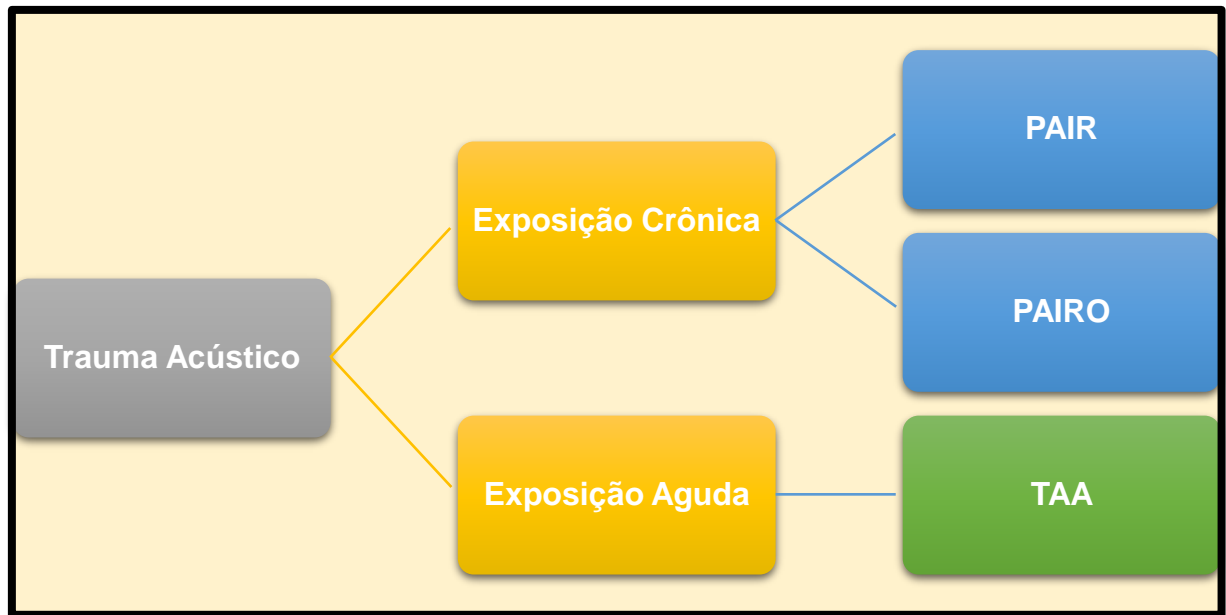 Trauma Acústico
Exposição Crônica
PAIR
PAIRO
Exposição Aguda
TAA